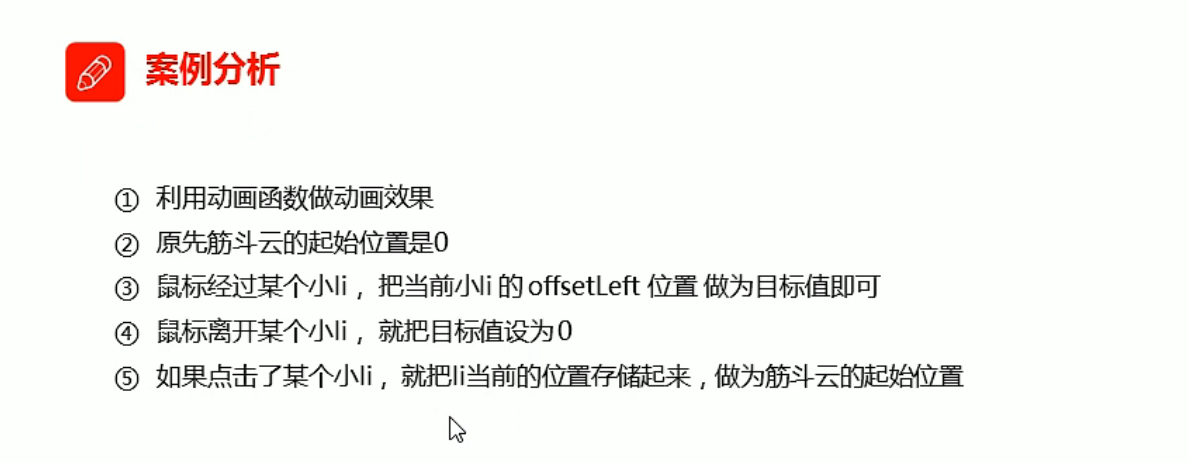 案例分析
① 利用动画函数做动画效果
② 原先筋斗云的起始位置是0
③ 鼠标经过某个小li，把当前小li 的 offsetLeft 位置 做为目标值即可
④ 鼠标离开某个小li，就把目标值设为 0
⑤ 如果点击了某个小li，就把li当前的位置存储起来，做为筋斗云的起始位置